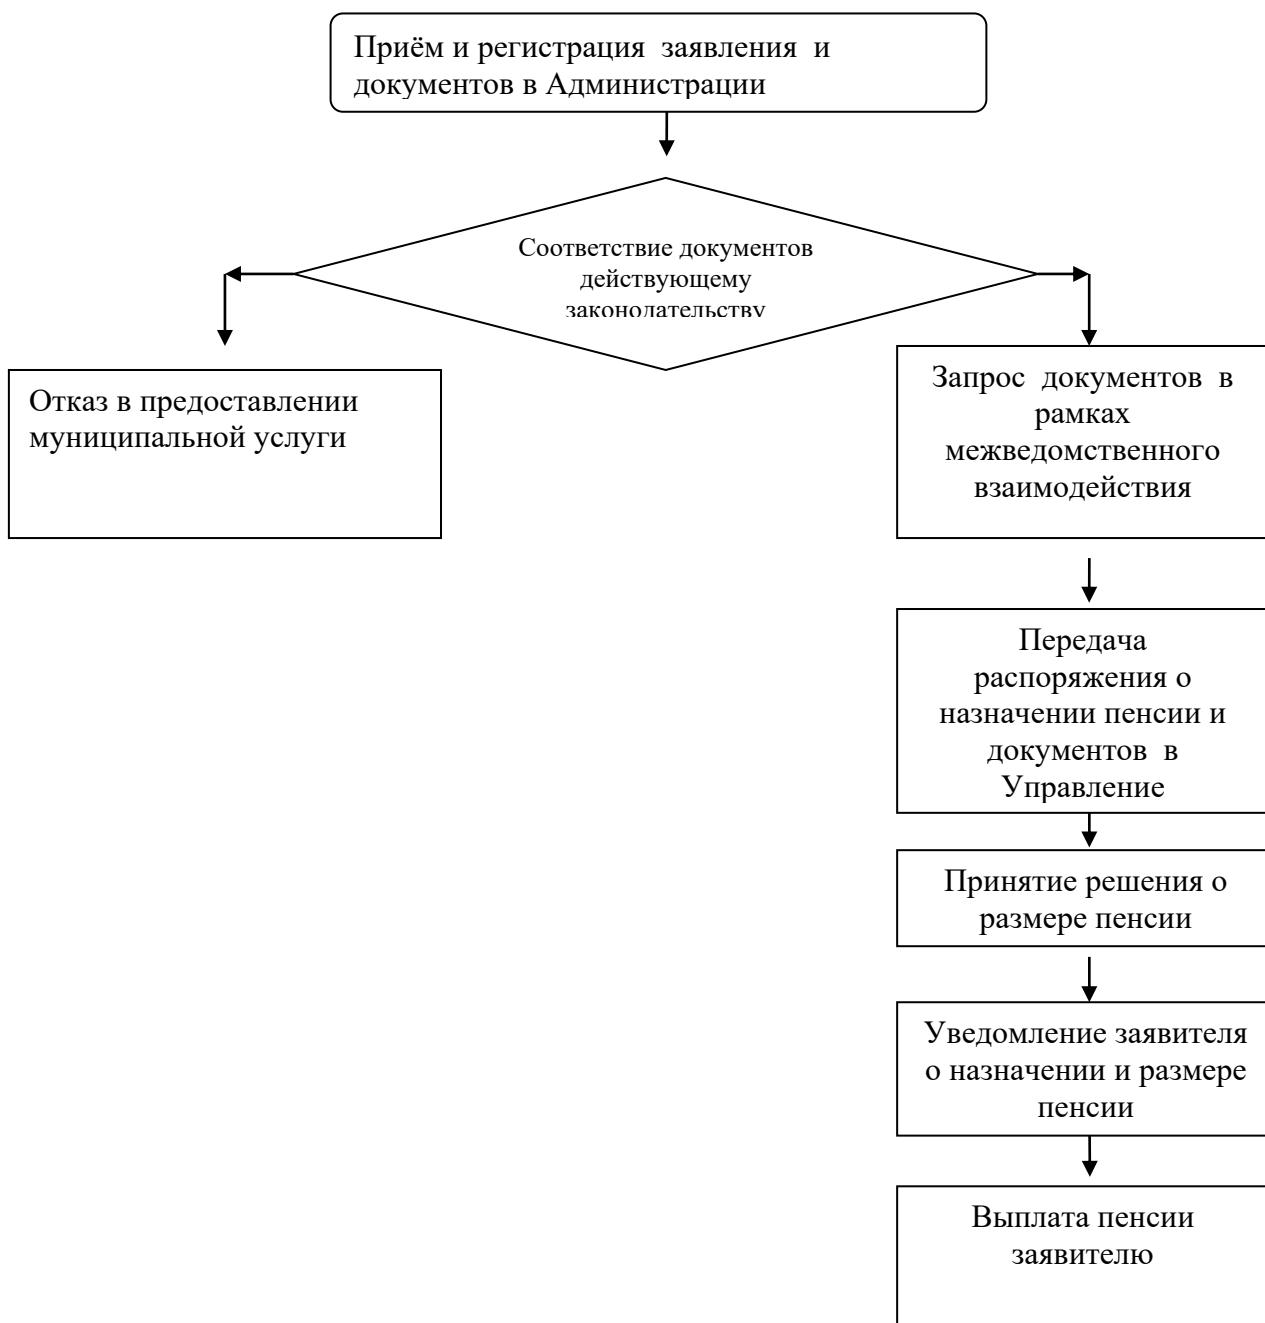 Приём и регистрация заявления и
документов в Администрации
Соответствие документов
действующему
законодательству
Отказ в предоставлении
муниципальной услуги
Запрос документов в
рамках
межведомственного
взаимодействия
Передача
распоряжения о
назначении пенсии и
документов в
Управление
Принятие решения о
размере пенсии
Уведомление заявителя
о назначении и размере
пенсии
Выплата пенсии
заявителю